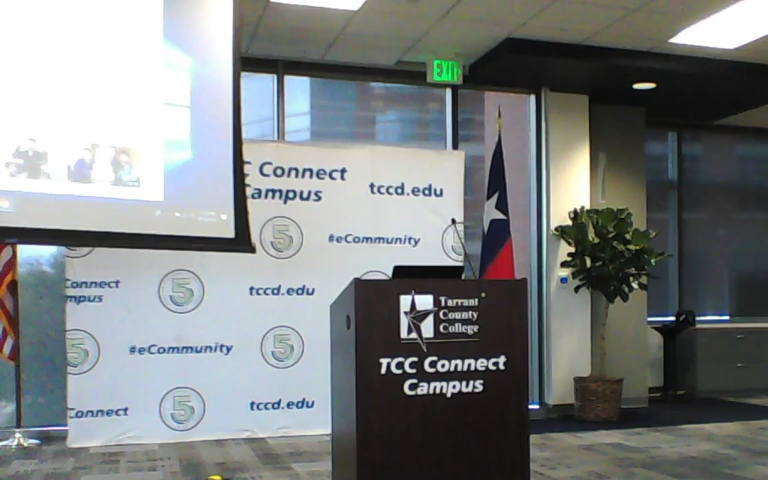 EXIT
C Connect
Campus
tccd.edu
5
#eCommunity
Connect
mpus
5
tccd.edu
#eCommunity
5
5
Connect
5
tccd.edu
Tarrant
County
College
TCC Connect
Campus